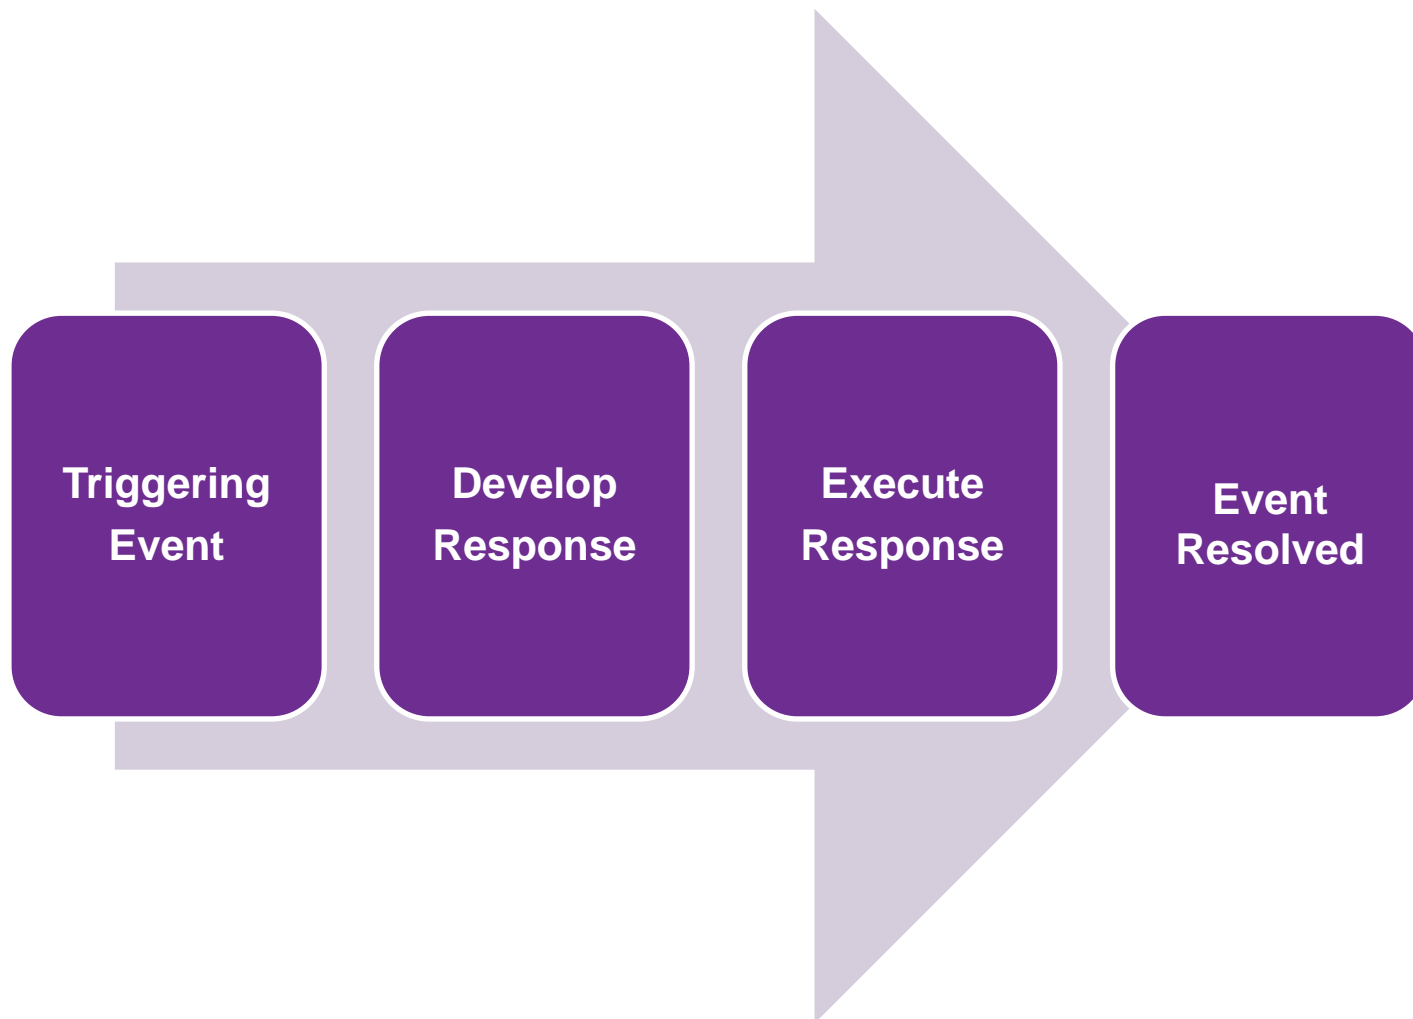 Triggering
Event
Develop
Response
Execute
Response
Event
Resolved